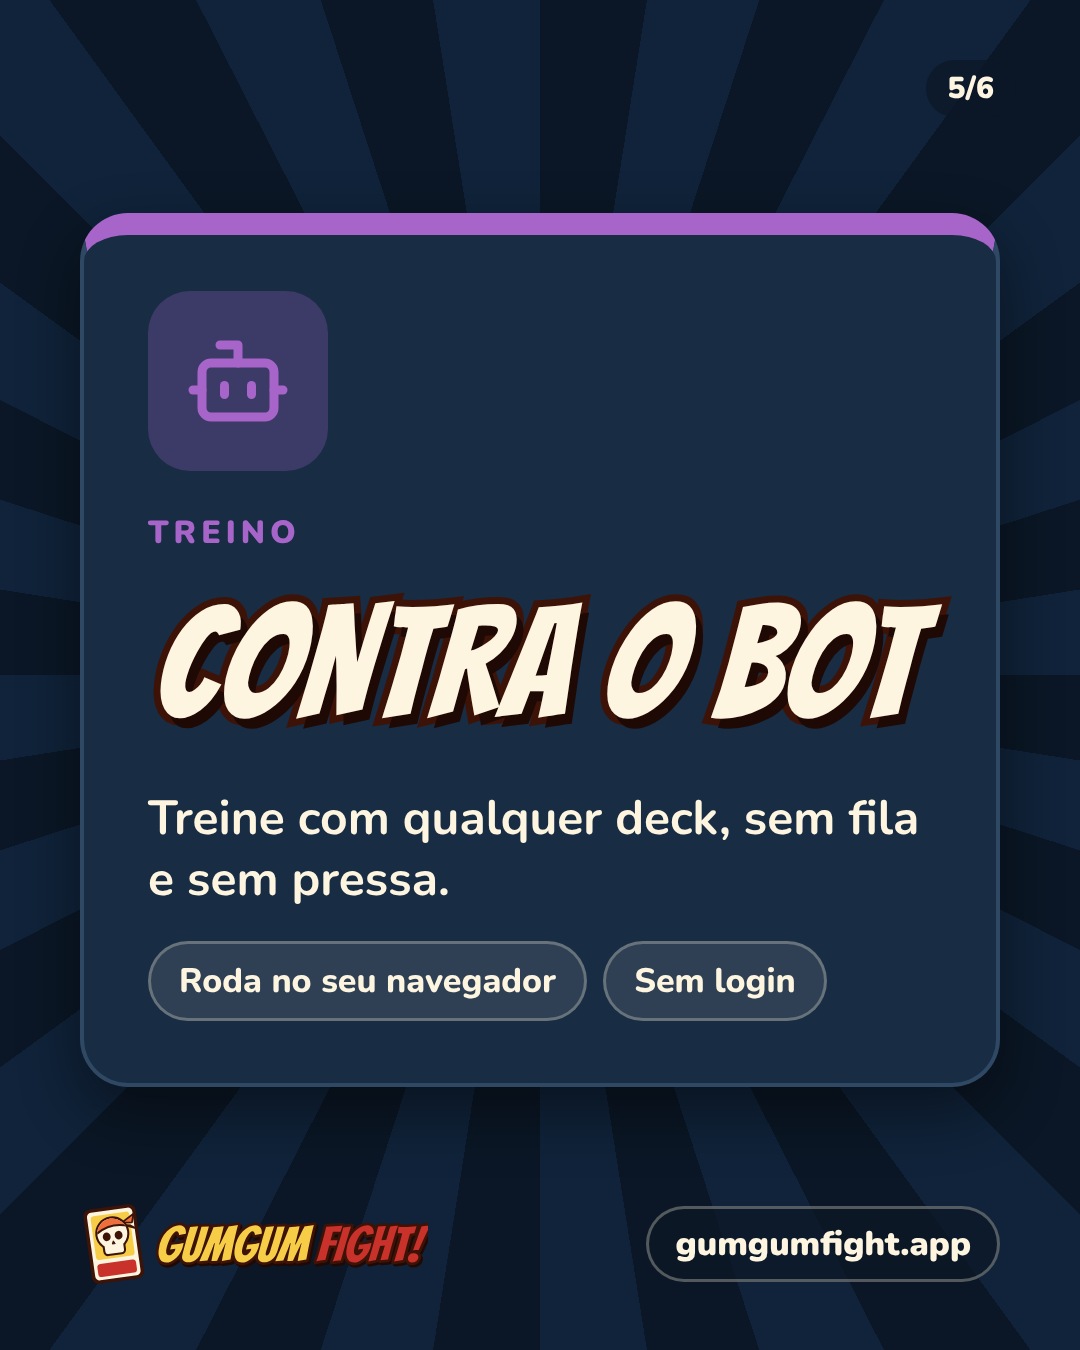 5/6
TREINO
CONTRA O BOT
Treine com qualquer deck, sem fila
e sem pressa.
Roda no seu navegador
Sem login
GUMGUM FIGHT!
gumgumfight.app